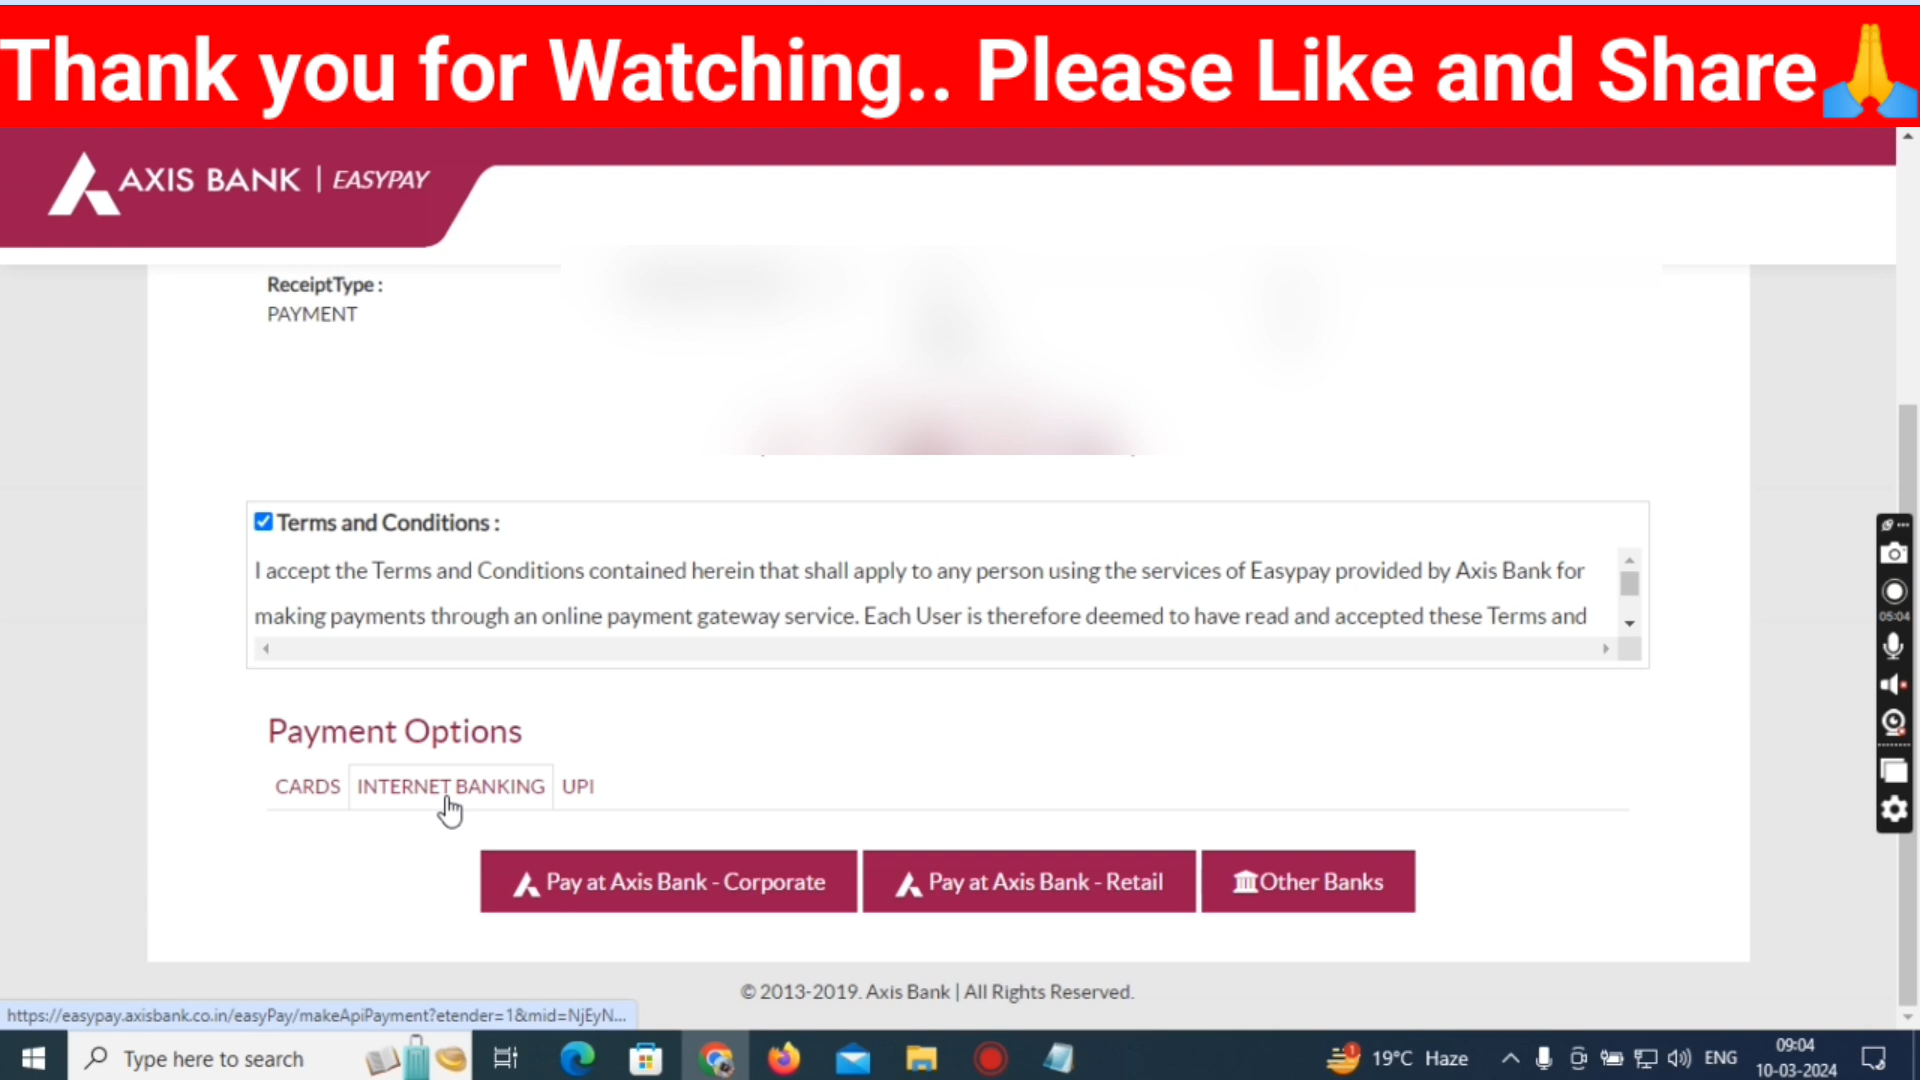 Thank you for Watching.. Please Like and Share🙏
AXIS BANK | EASYPAY
ReceiptType :
PAYMENT
Terms and Conditions :
I accept the Terms and Conditions contained herein that shall apply to any person using the services of Easypay provided by Axis Bank for
making payments through an online payment gateway service. Each User is therefore deemed to have read and accepted these Terms and
05:04
Payment Options
CARDS INTERNET BANKING UPI
Pay at Axis Bank - Corporate Pay at Axis Bank - Retail Other Banks
© 2013-2019. Axis Bank | All Rights Reserved.
https://easypay.axisbank.co.in/easyPay/makeApiPayment?etender=1&mid=NjEyN...
Type here to search 1 19°C Haze ENG 09:04
10-03-2024